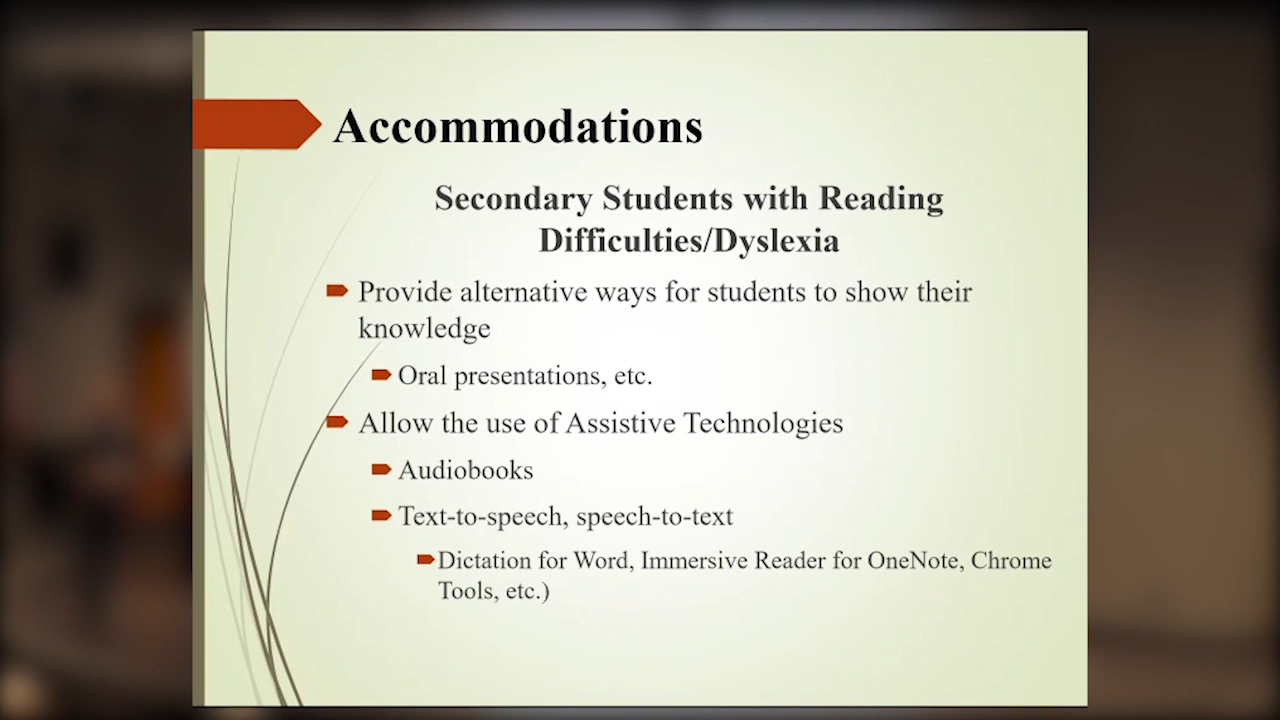 Accommodations
Secondary Students with Reading
Difficulties/Dyslexia
Provide alternative ways for students to show their
knowledge
Oral presentations, etc.
Allow the use of Assistive Technologies
Audiobooks
Text-to-speech, speech-to-text
Dictation for Word, Immersive Reader for OneNote, Chrome
Tools, etc.)